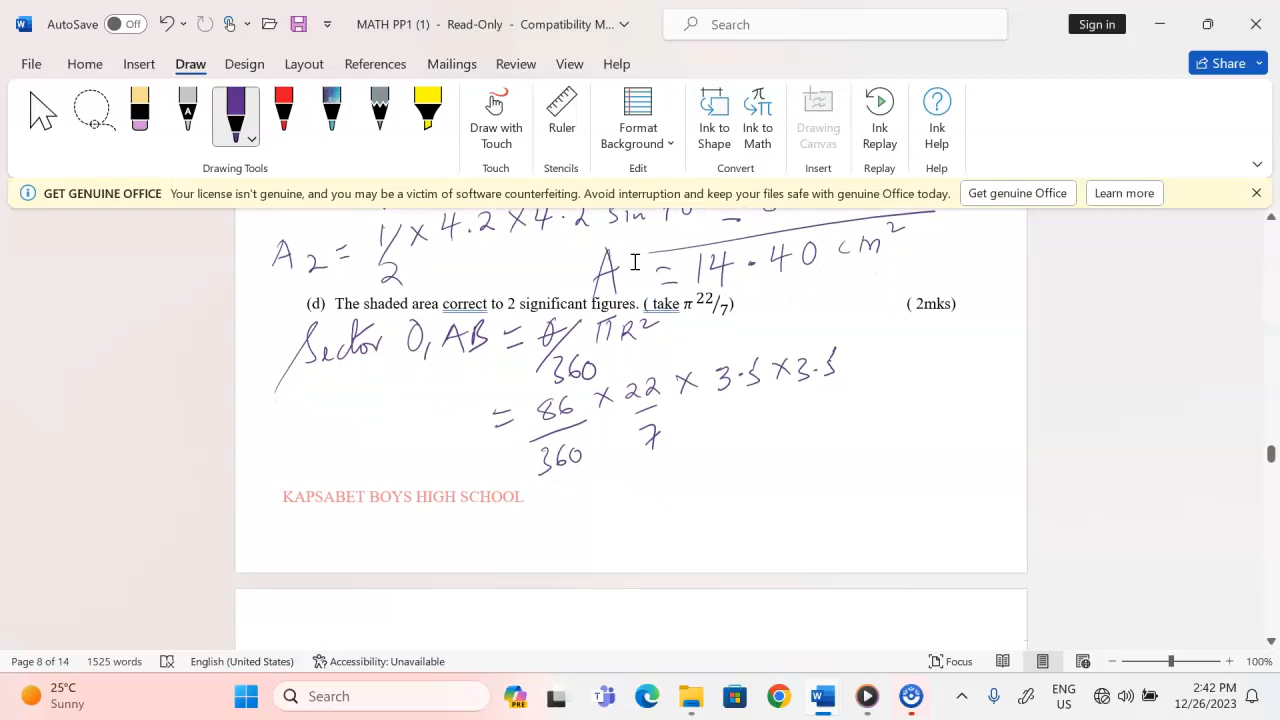 AutoSave Off MATH PP1 (1) - Read-Only - Compatibility M... Search Sign in
File Home Insert Draw Design Layout References Mailings Review View Help Share
Draw with Touch Ruler Format Background Ink to Shape Ink to Math Drawing Canvas Ink Replay Ink Help
Drawing Tools Touch Stencils Edit Convert Insert Replay Help
GET GENUINE OFFICE Your license isn't genuine, and you may be a victim of software counterfeiting. Avoid interruption and keep your files safe with genuine Office today. Get genuine Office Learn more
A2 = 1/2 × 4.2 × 4.2 sin =
A = 14.40 cm²
(d) The shaded area correct to 2 significant figures. ( take π 22/7) ( 2mks)
Sector O, AB = θ/360 πR²
= 86/360 × 22/7 × 3.5 × 3.5
KAPSABET BOYS HIGH SCHOOL
Page 8 of 14 1525 words English (United States) Accessibility: Unavailable Focus 100%
25°C
Sunny
Search
PRE
ENG
US
2:42 PM
12/26/2023